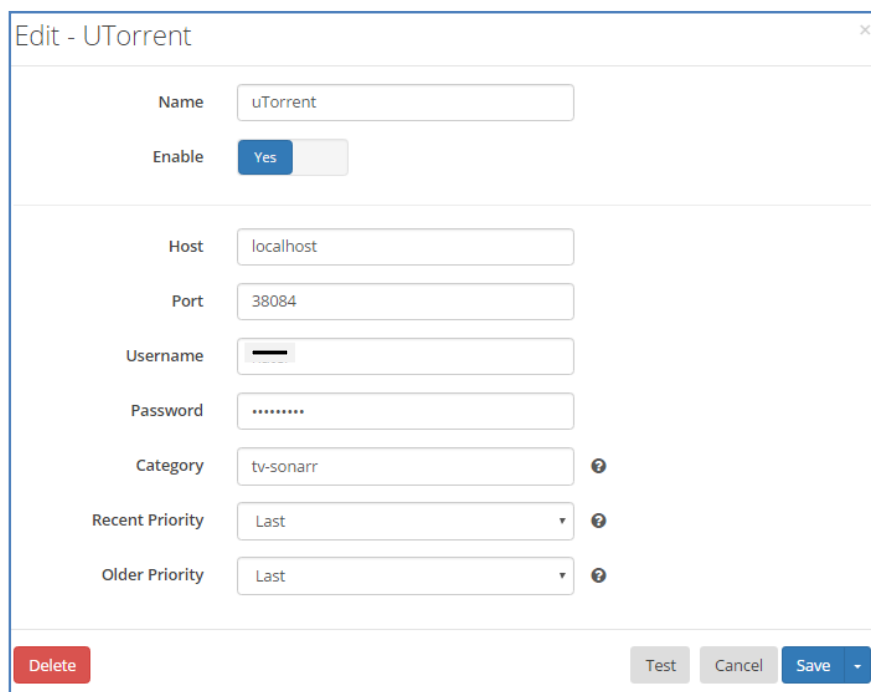 Edit - UTorrent ×
Name uTorrent
Enable Yes
Host localhost
Port 38084
Username
Password •••••••••
Category tv-sonarr
Recent Priority Last
Older Priority Last
Delete Test Cancel Save